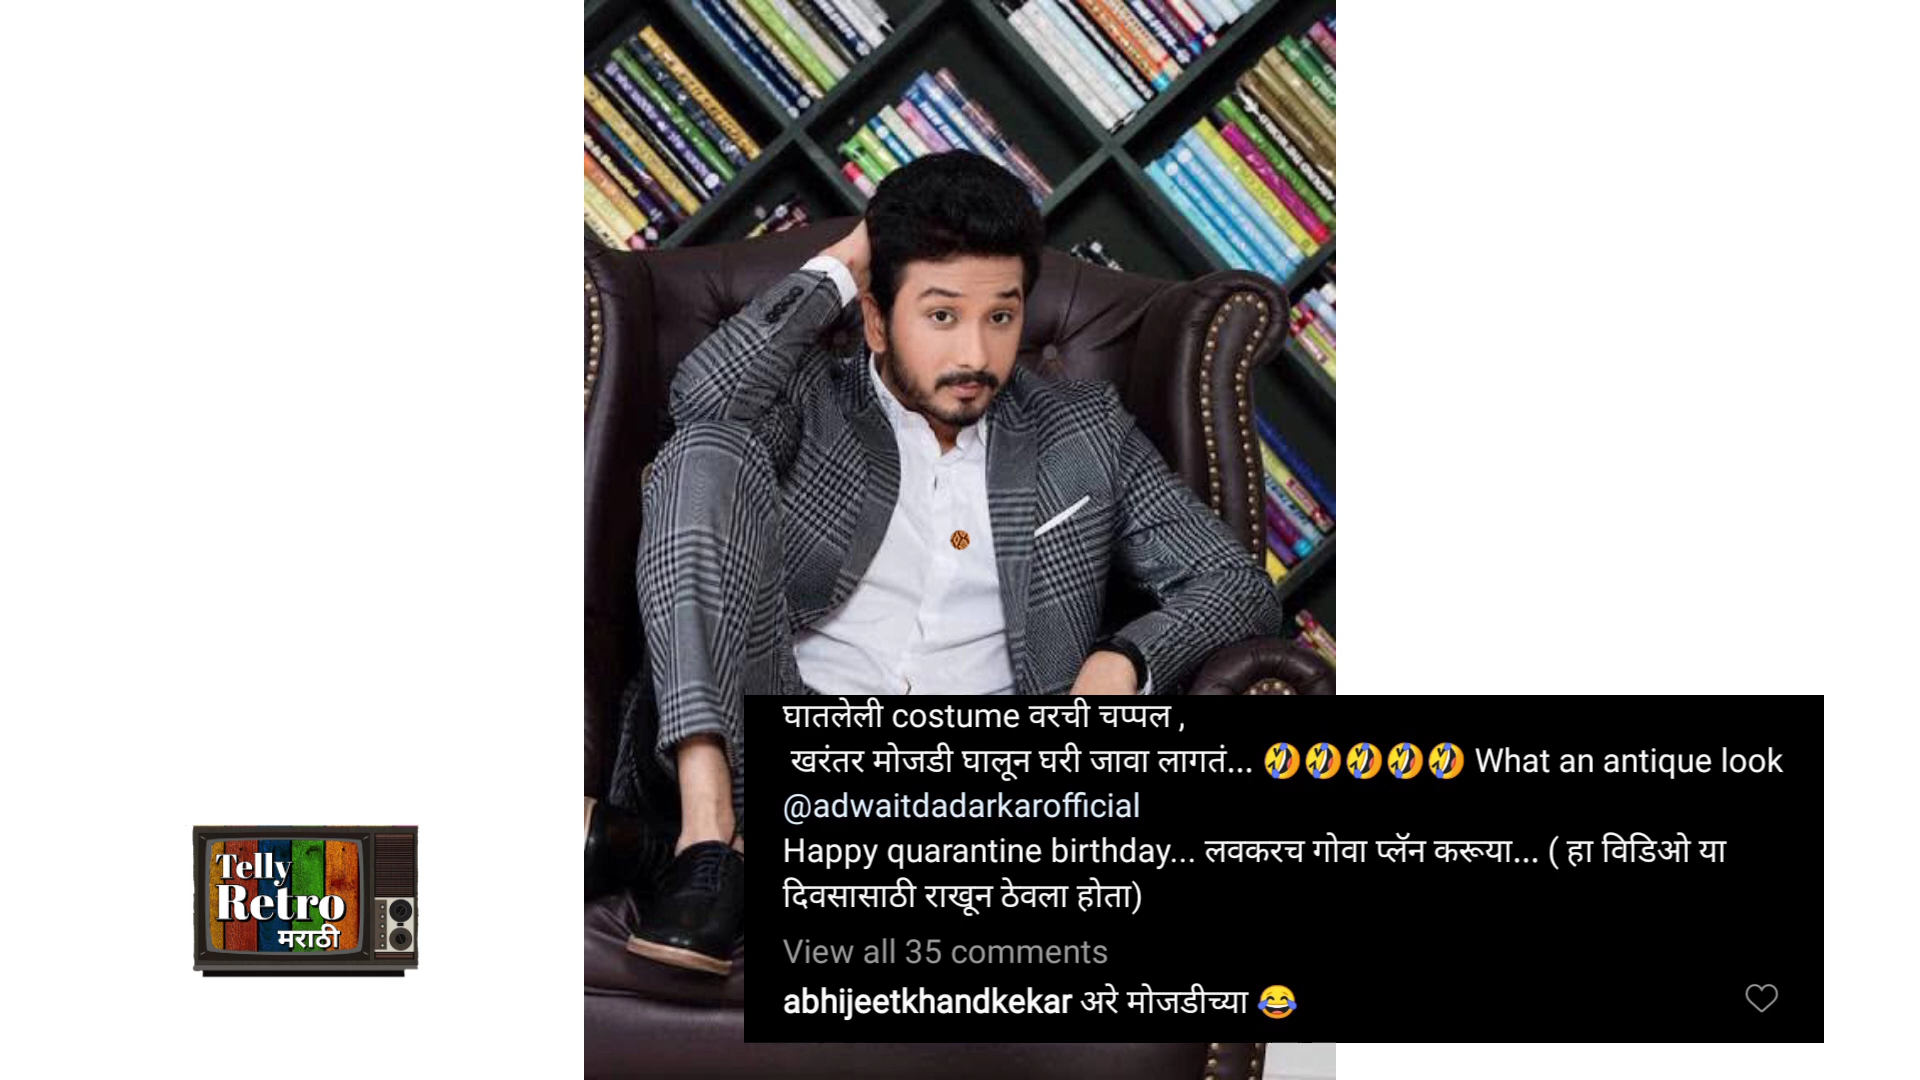 घातलेली costume वरची चप्पल ,
खरंतर मोजडी घालून घरी जावा लागतं... 🤣🤣🤣🤣🤣 What an antique look
@adwaitdadarkarofficial
Happy quarantine birthday... लवकरच गोवा प्लॅन करूया... ( हा विडिओ या
दिवसासाठी राखून ठेवला होता)
View all 35 comments
abhijeetkhandkekar अरे मोजडीच्या 😂
Telly
Retro
मराठी